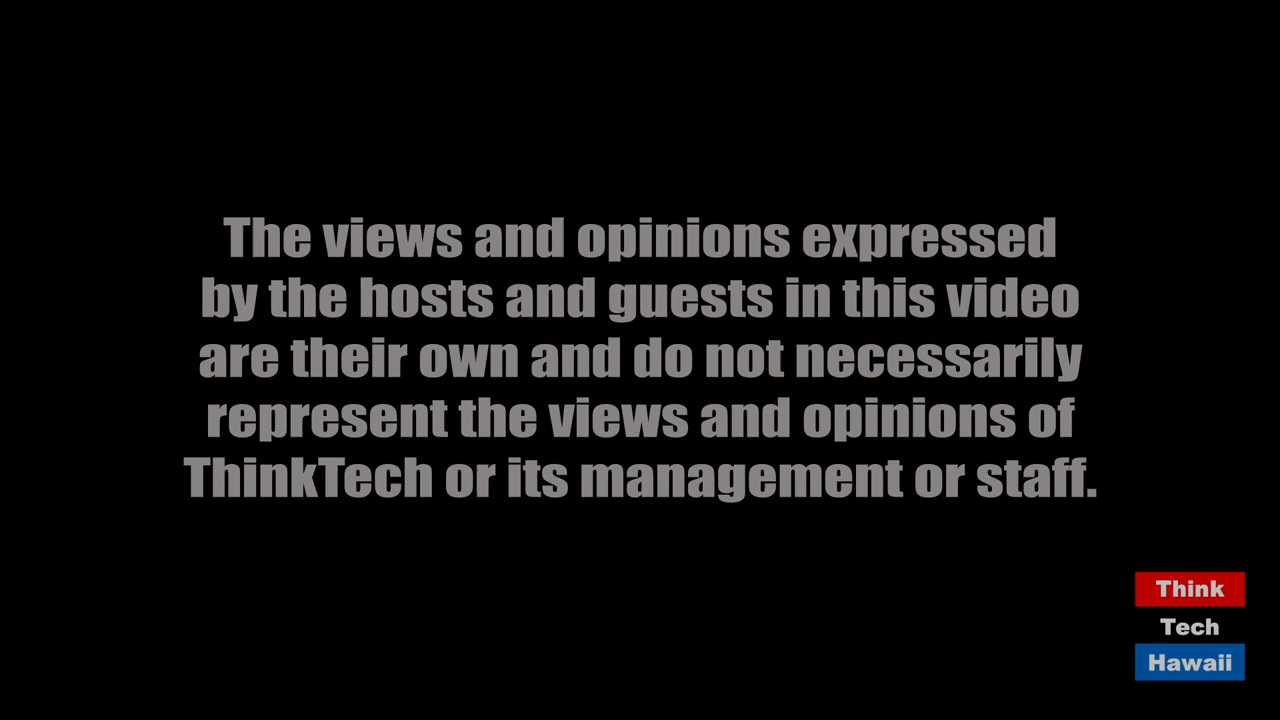 The views and opinions expressed
by the hosts and guests in this video
are their own and do not necessarily
represent the views and opinions of
ThinkTech or its management or staff.
Think
Tech
Hawaii